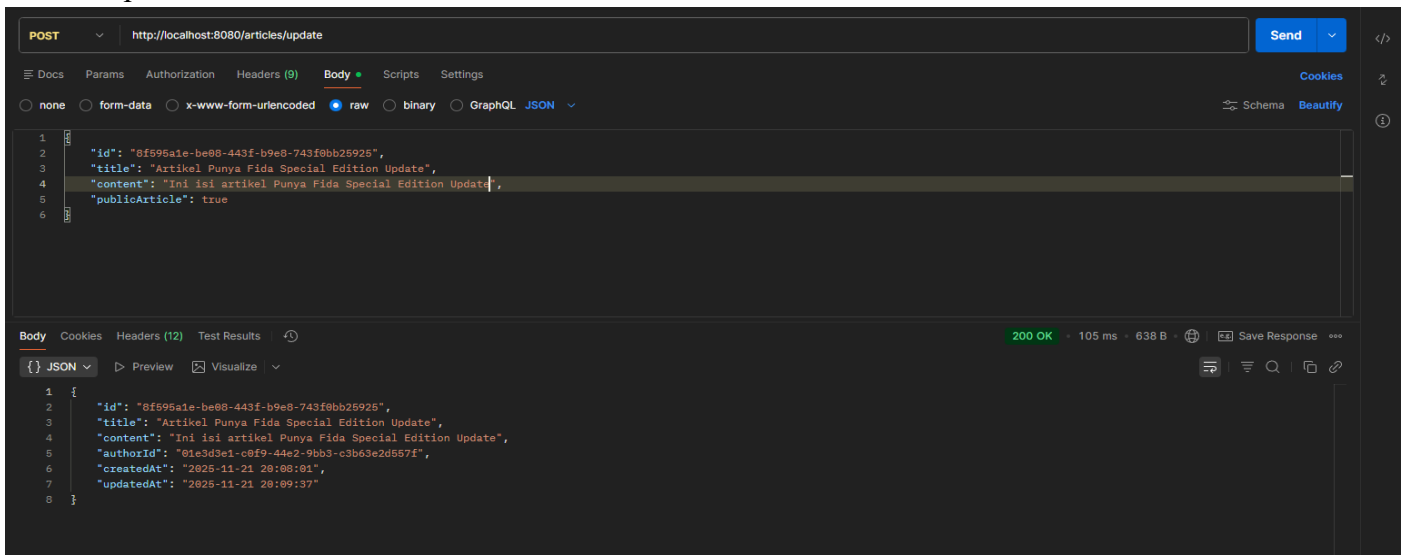 POST http://localhost:8080/articles/update Send
Docs Params Authorization Headers (9) Body Scripts Settings Cookies
none form-data x-www-form-urlencoded raw binary GraphQL JSON Schema Beautify
1 {
2 "id": "8f595a1e-be08-443f-b9e8-743f0bb25925",
3 "title": "Artikel Punya Fida Special Edition Update",
4 "content": "Ini isi artikel Punya Fida Special Edition Update",
5 "publicArticle": true
6 }
Body Cookies Headers (12) Test Results 200 OK 105 ms 638 B e.g. Save Response
{} JSON Preview Visualize
1 {
2 "id": "8f595a1e-be08-443f-b9e8-743f0bb25925",
3 "title": "Artikel Punya Fida Special Edition Update",
4 "content": "Ini isi artikel Punya Fida Special Edition Update",
5 "authorId": "01e3d3e1-c0f9-44e2-9bb3-c3b63e2d557f",
6 "createdAt": "2025-11-21 20:08:01",
7 "updatedAt": "2025-11-21 20:09:37"
8 }